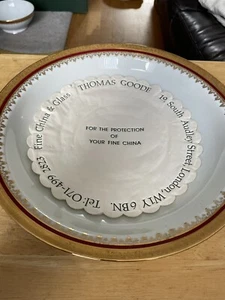 THOMAS GOODE
19 South Audley Street, London, W1Y 6BN.
Tel: 071-499 2823
Fine China & Glass
FOR THE PROTECTION
OF
YOUR FINE CHINA